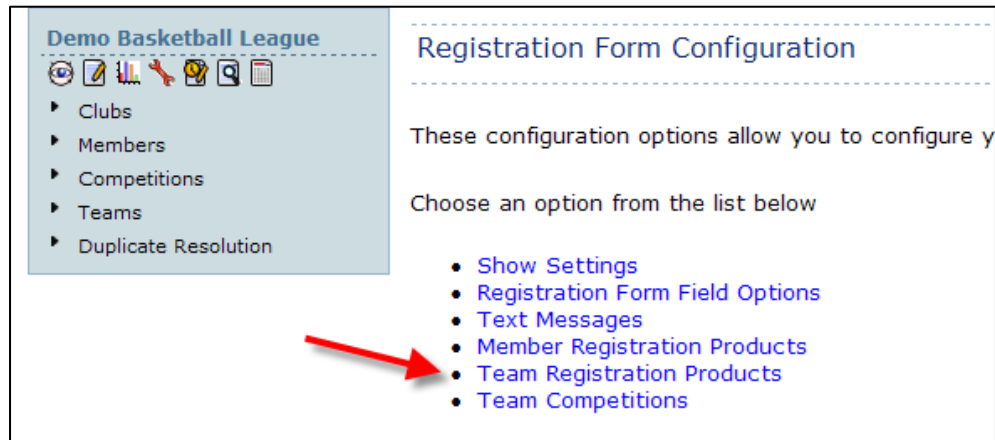 Demo Basketball League
Clubs
Members
Competitions
Teams
Duplicate Resolution
Registration Form Configuration
These configuration options allow you to configure y
Choose an option from the list below
Show Settings
Registration Form Field Options
Text Messages
Member Registration Products
Team Registration Products
Team Competitions